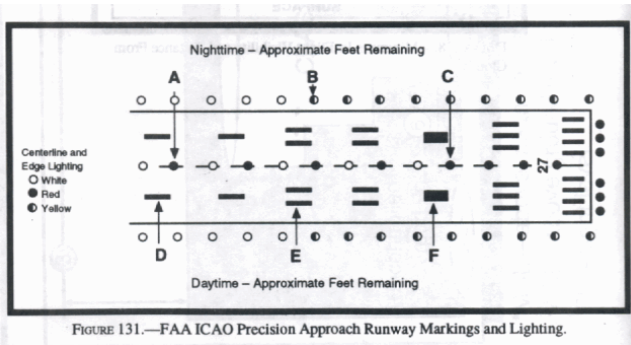 Nighttime – Approximate Feet Remaining
A
B
C
Centerline and
Edge Lighting
White
Red
Yellow
27
D
E
F
Daytime – Approximate Feet Remaining
FIGURE 131.—FAA ICAO Precision Approach Runway Markings and Lighting.